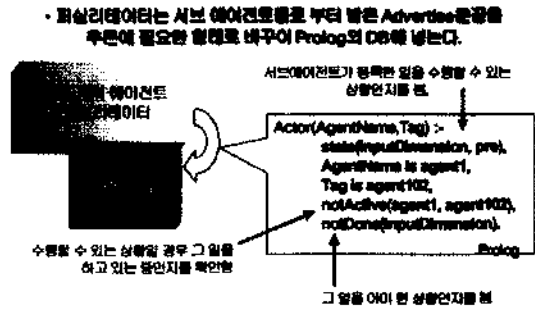 · 퍼실리테이터는 서브 에이전트들로 부터 받은 Advertise문장을
추론에 필요한 형태로 바꾸어 Prolog의 DB에 넣는다.
서브에이전트가 등록한 일을 수행할 수 있는
상황인지를 봄.
에이전트
Actor(AgentName,Tag) :-
state(inputDimension, pre),
AgentName is agent1,
Tag is agent102,
notActive(agent1, agent102),
notDone(inputDimension).
Prolog
수행할 수 있는 상황일 경우 그 일을
하고 있는 중인지를 확인함
그 일을 이미 한 상황인지를 봄